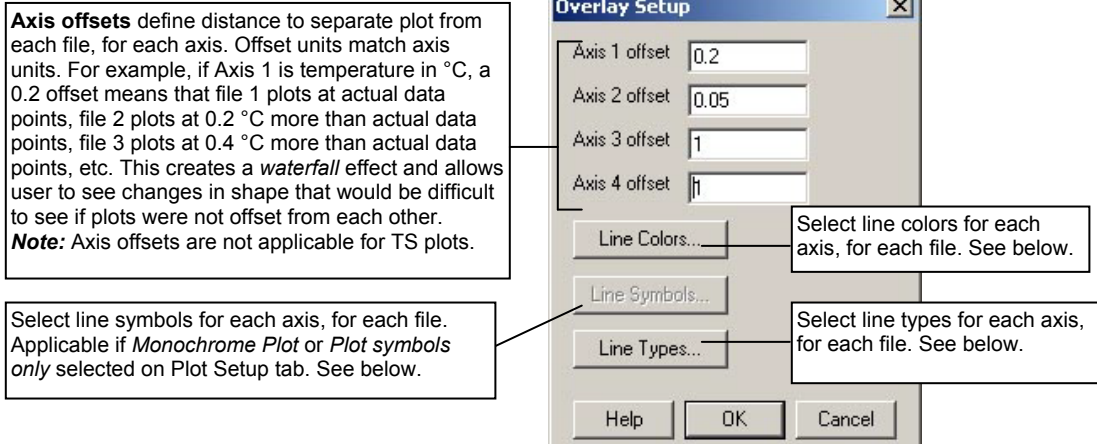 Axis offsets define distance to separate plot from
each file, for each axis. Offset units match axis
units. For example, if Axis 1 is temperature in °C, a
0.2 offset means that file 1 plots at actual data
points, file 2 plots at 0.2 °C more than actual data
points, file 3 plots at 0.4 °C more than actual data
points, etc. This creates a waterfall effect and allows
user to see changes in shape that would be difficult
to see if plots were not offset from each other.
Note: Axis offsets are not applicable for TS plots.
Select line symbols for each axis, for each file.
Applicable if Monochrome Plot or Plot symbols
only selected on Plot Setup tab. See below.
Overlay Setup
Axis 1 offset 0.2
Axis 2 offset 0.05
Axis 3 offset 1
Axis 4 offset 1
Line Colors...
Line Symbols...
Line Types...
Help OK Cancel
Select line colors for each
axis, for each file. See below.
Select line types for each axis,
for each file. See below.